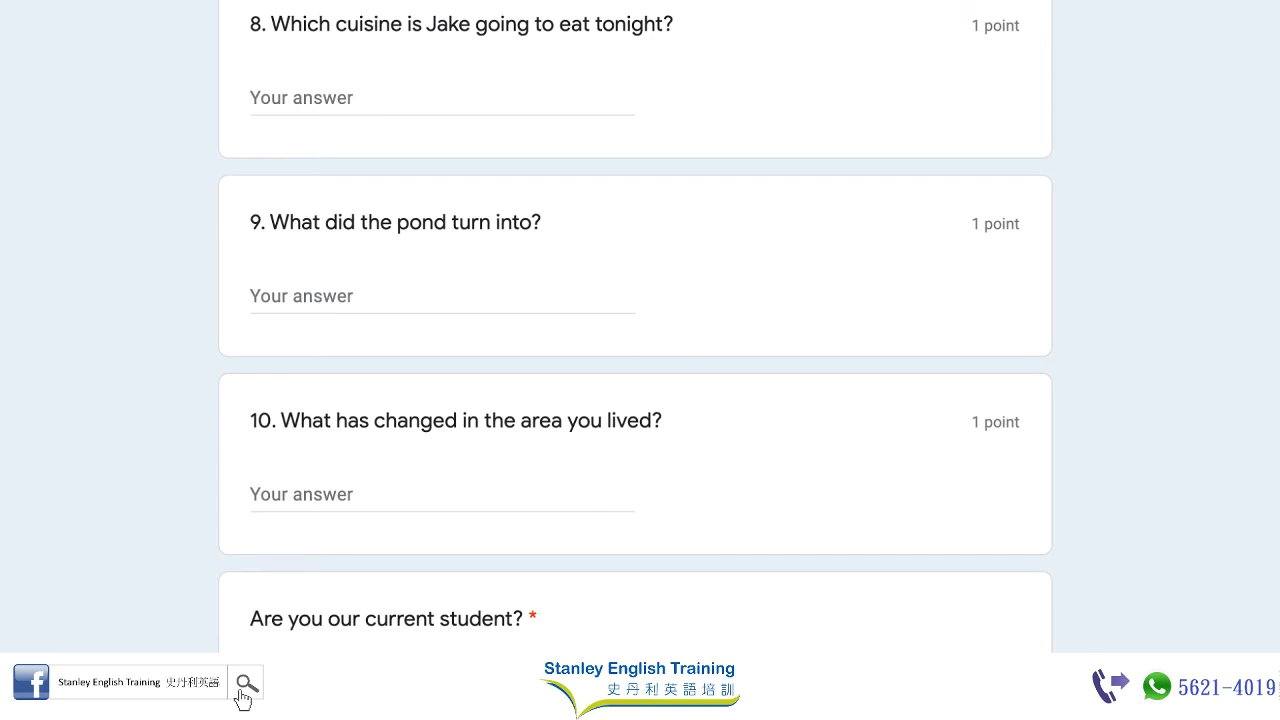 8. Which cuisine is Jake going to eat tonight?
1 point
Your answer
9. What did the pond turn into?
1 point
Your answer
10. What has changed in the area you lived?
1 point
Your answer
Are you our current student? *
Stanley English Training 史丹利英語
Stanley English Training
史丹利英語培訓
5621-4019